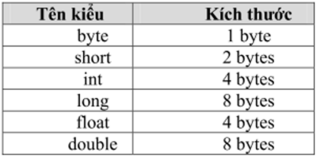 Tên kiểu Kích thước
byte 1 byte
short 2 bytes
int 4 bytes
long 8 bytes
float 4 bytes
double 8 bytes